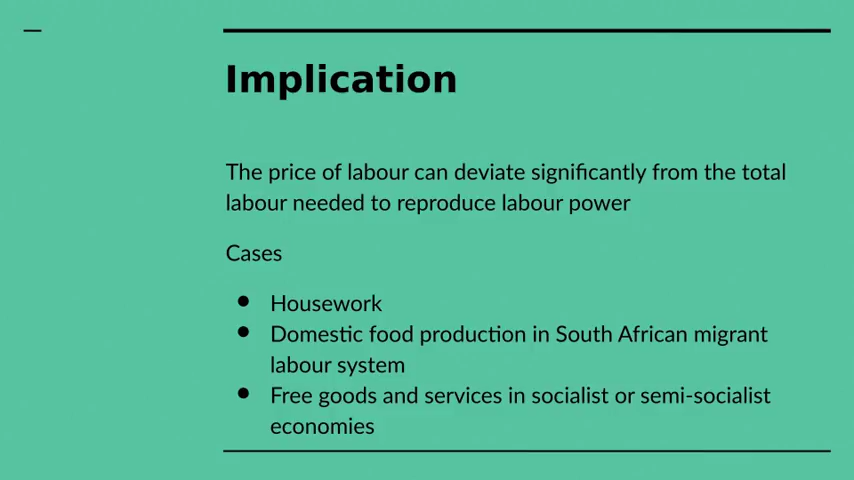 Implication
The price of labour can deviate significantly from the total
labour needed to reproduce labour power
Cases
● Housework
● Domestic food production in South African migrant
labour system
● Free goods and services in socialist or semi-socialist
economies